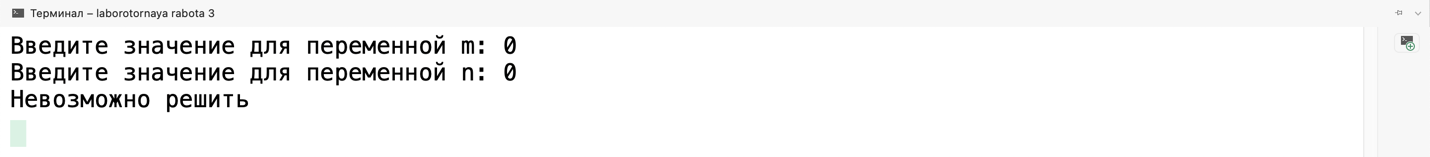 Терминал – laborotornaya rabota 3
Введите значение для переменной m: 0
Введите значение для переменной n: 0
Невозможно решить